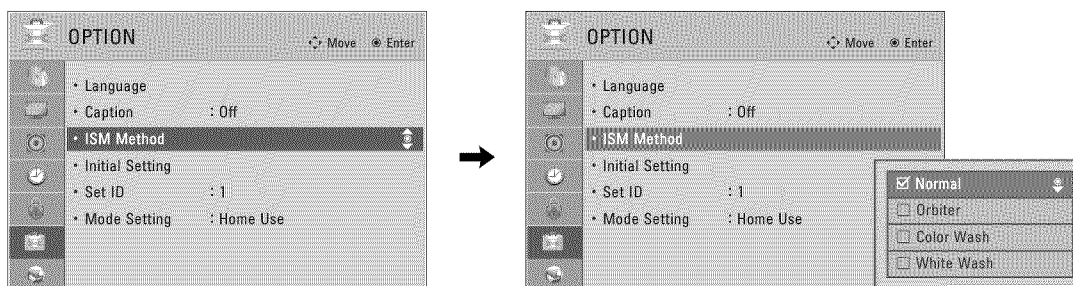 OPTION
Move Enter
• Language
• Caption : Off
• ISM Method
• Initial Setting
• Set ID : 1
• Mode Setting : Home Use
OPTION
Move Enter
• Language
• Caption : Off
• ISM Method
• Initial Setting
• Set ID : 1
• Mode Setting : Home Use
Normal
Orbiter
Color Wash
White Wash